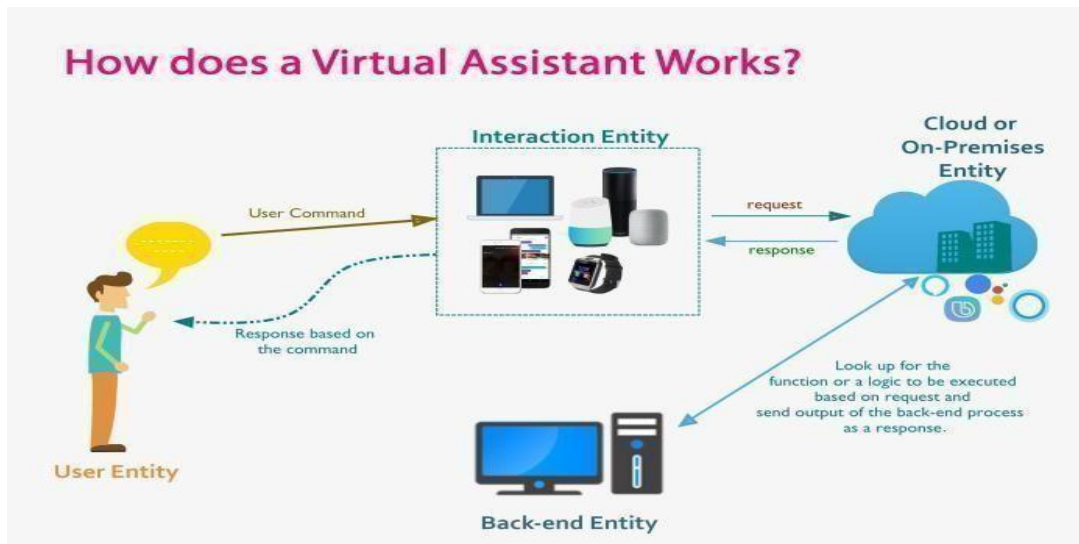 How does a Virtual Assistant Works?
Interaction Entity
Cloud or
On-Premises
Entity
User Command
request
response
Response based on
the command
Look up for the
function or a logic to be executed
based on request and
send output of the back-end process
as a response.
User Entity
Back-end Entity